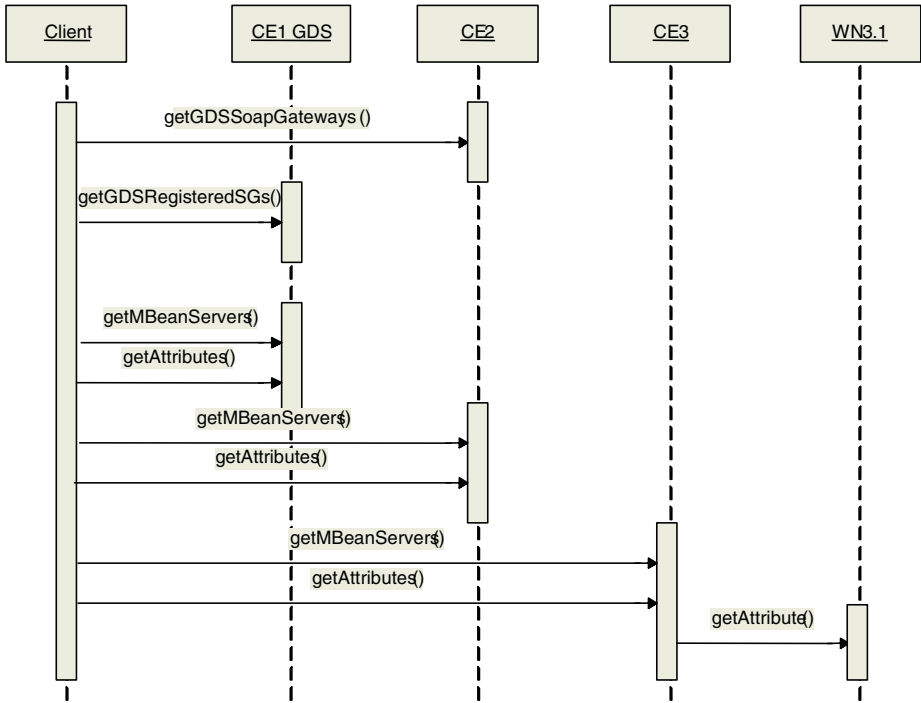 Client
CE1 GDS
CE2
CE3
WN3.1
getGDSSoapGateways ()
getGDSRegisteredSGs()
getMBeanServers()
getAttributes()
getMBeanServers()
getAttributes()
getMBeanServers()
getAttributes()
getAttribute()